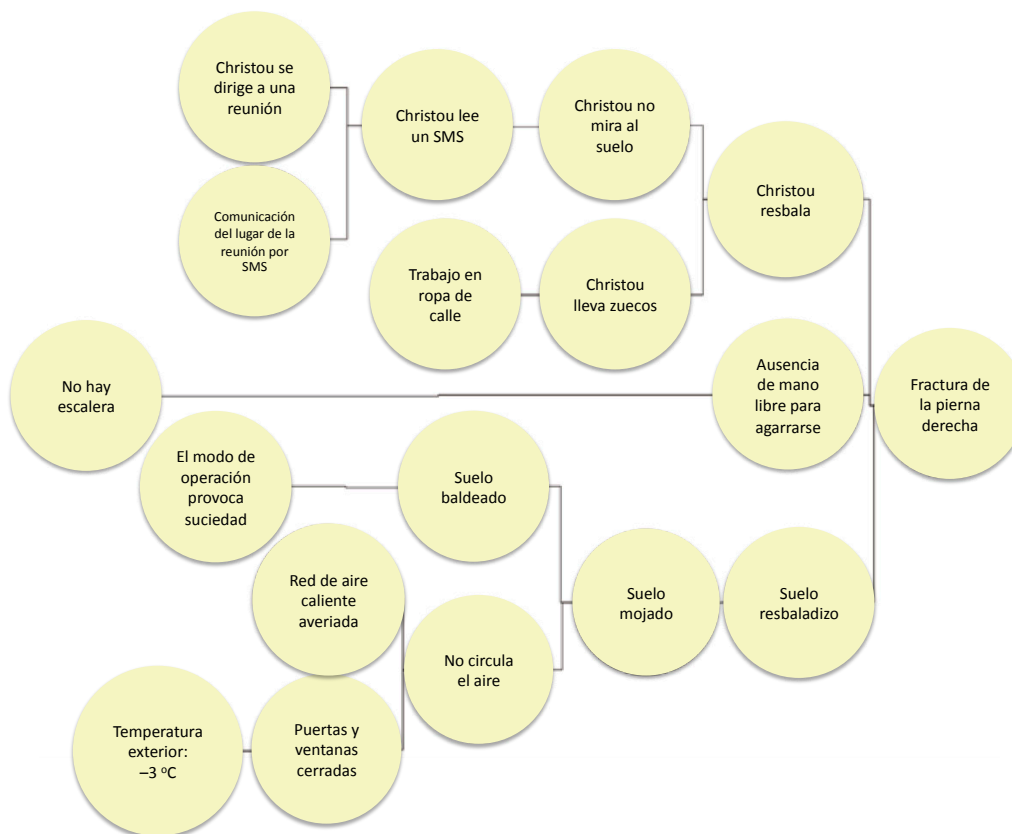 Christou se
dirige a una
reunión
Christou lee
un SMS
Christou no
mira al
suelo
Christou
resbala
Comunicación
del lugar de la
reunión por
SMS
Trabajo en
ropa de
calle
Christou
lleva zuecos
No hay
escalera
Ausencia
de mano
libre para
agarrarse
Fractura de
la pierna
derecha
El modo de
operación
provoca
suciedad
Suelo
baldeado
Red de aire
caliente
averiada
Suelo
mojado
Suelo
resbaladizo
No circula
el aire
Temperatura
exterior:
–3 ºC
Puertas y
ventanas
cerradas